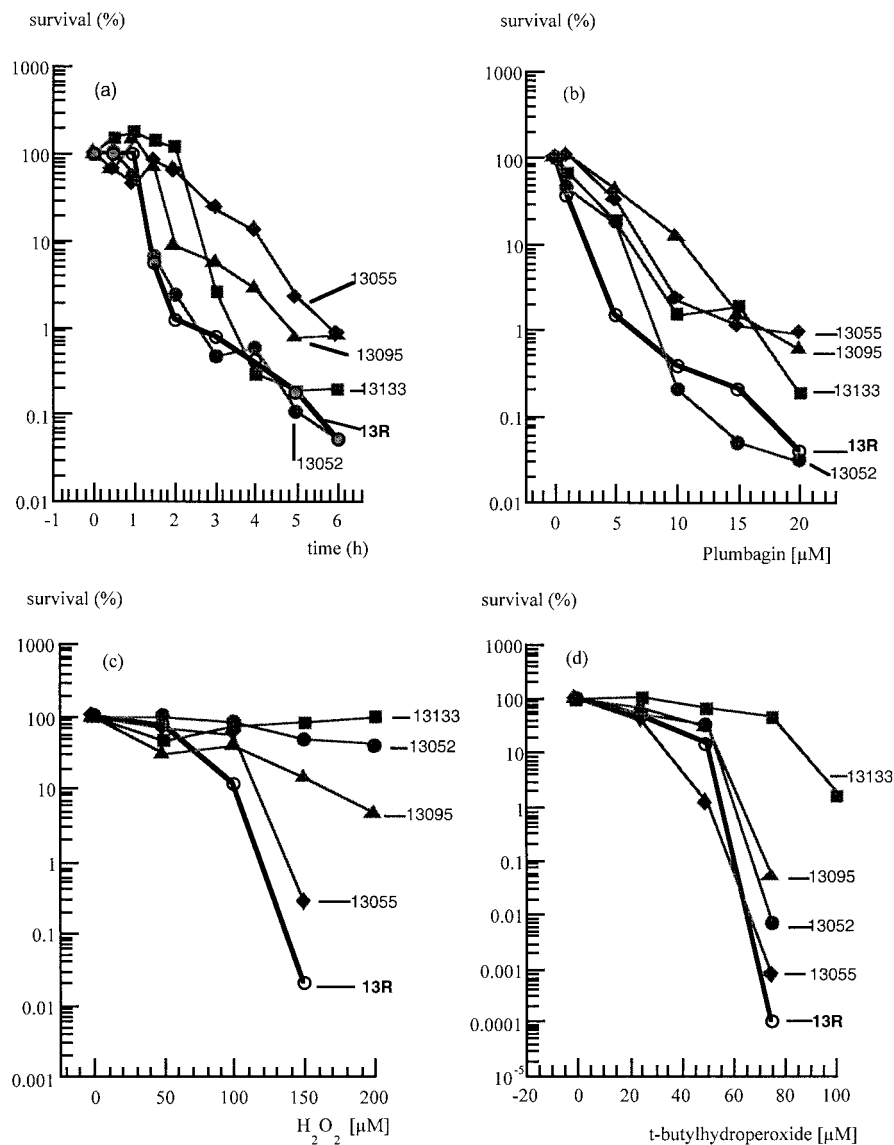 survival (%)
1000
100
10
1
0.1
0.01
(a)
13055
13095
13133
13R
13052
-1 0 1 2 3 4 5 6
time (h)
survival (%)
1000
100
10
1
0.1
0.01
(b)
13055
13095
13133
13R
13052
0 5 10 15 20
Plumbagin [µM]
survival (%)
1000
100
10
1
0.1
0.01
0.001
(c)
13133
13052
13095
13055
13R
0 50 100 150 200
H2O2 [µM]
survival (%)
1000
100
10
1
0.1
0.01
0.001
0.0001
10⁻⁵
(d)
13133
13095
13052
13055
13R
-20 0 20 40 60 80 100
t-butylhydroperoxide [µM]